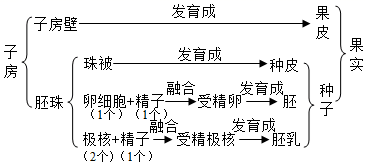 子房
子房壁 发育成 果皮
果实
胚珠
珠被 发育成 种皮
种子
卵细胞+精子 融合 受精卵 发育成 胚
(1个) (1个)
极核+精子 融合 受精极核 发育成 胚乳
(2个) (1个)